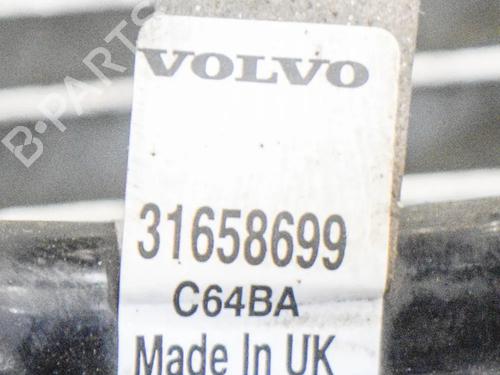 B-PARTS
VOLVO
31658699
C64BA
Made In UK